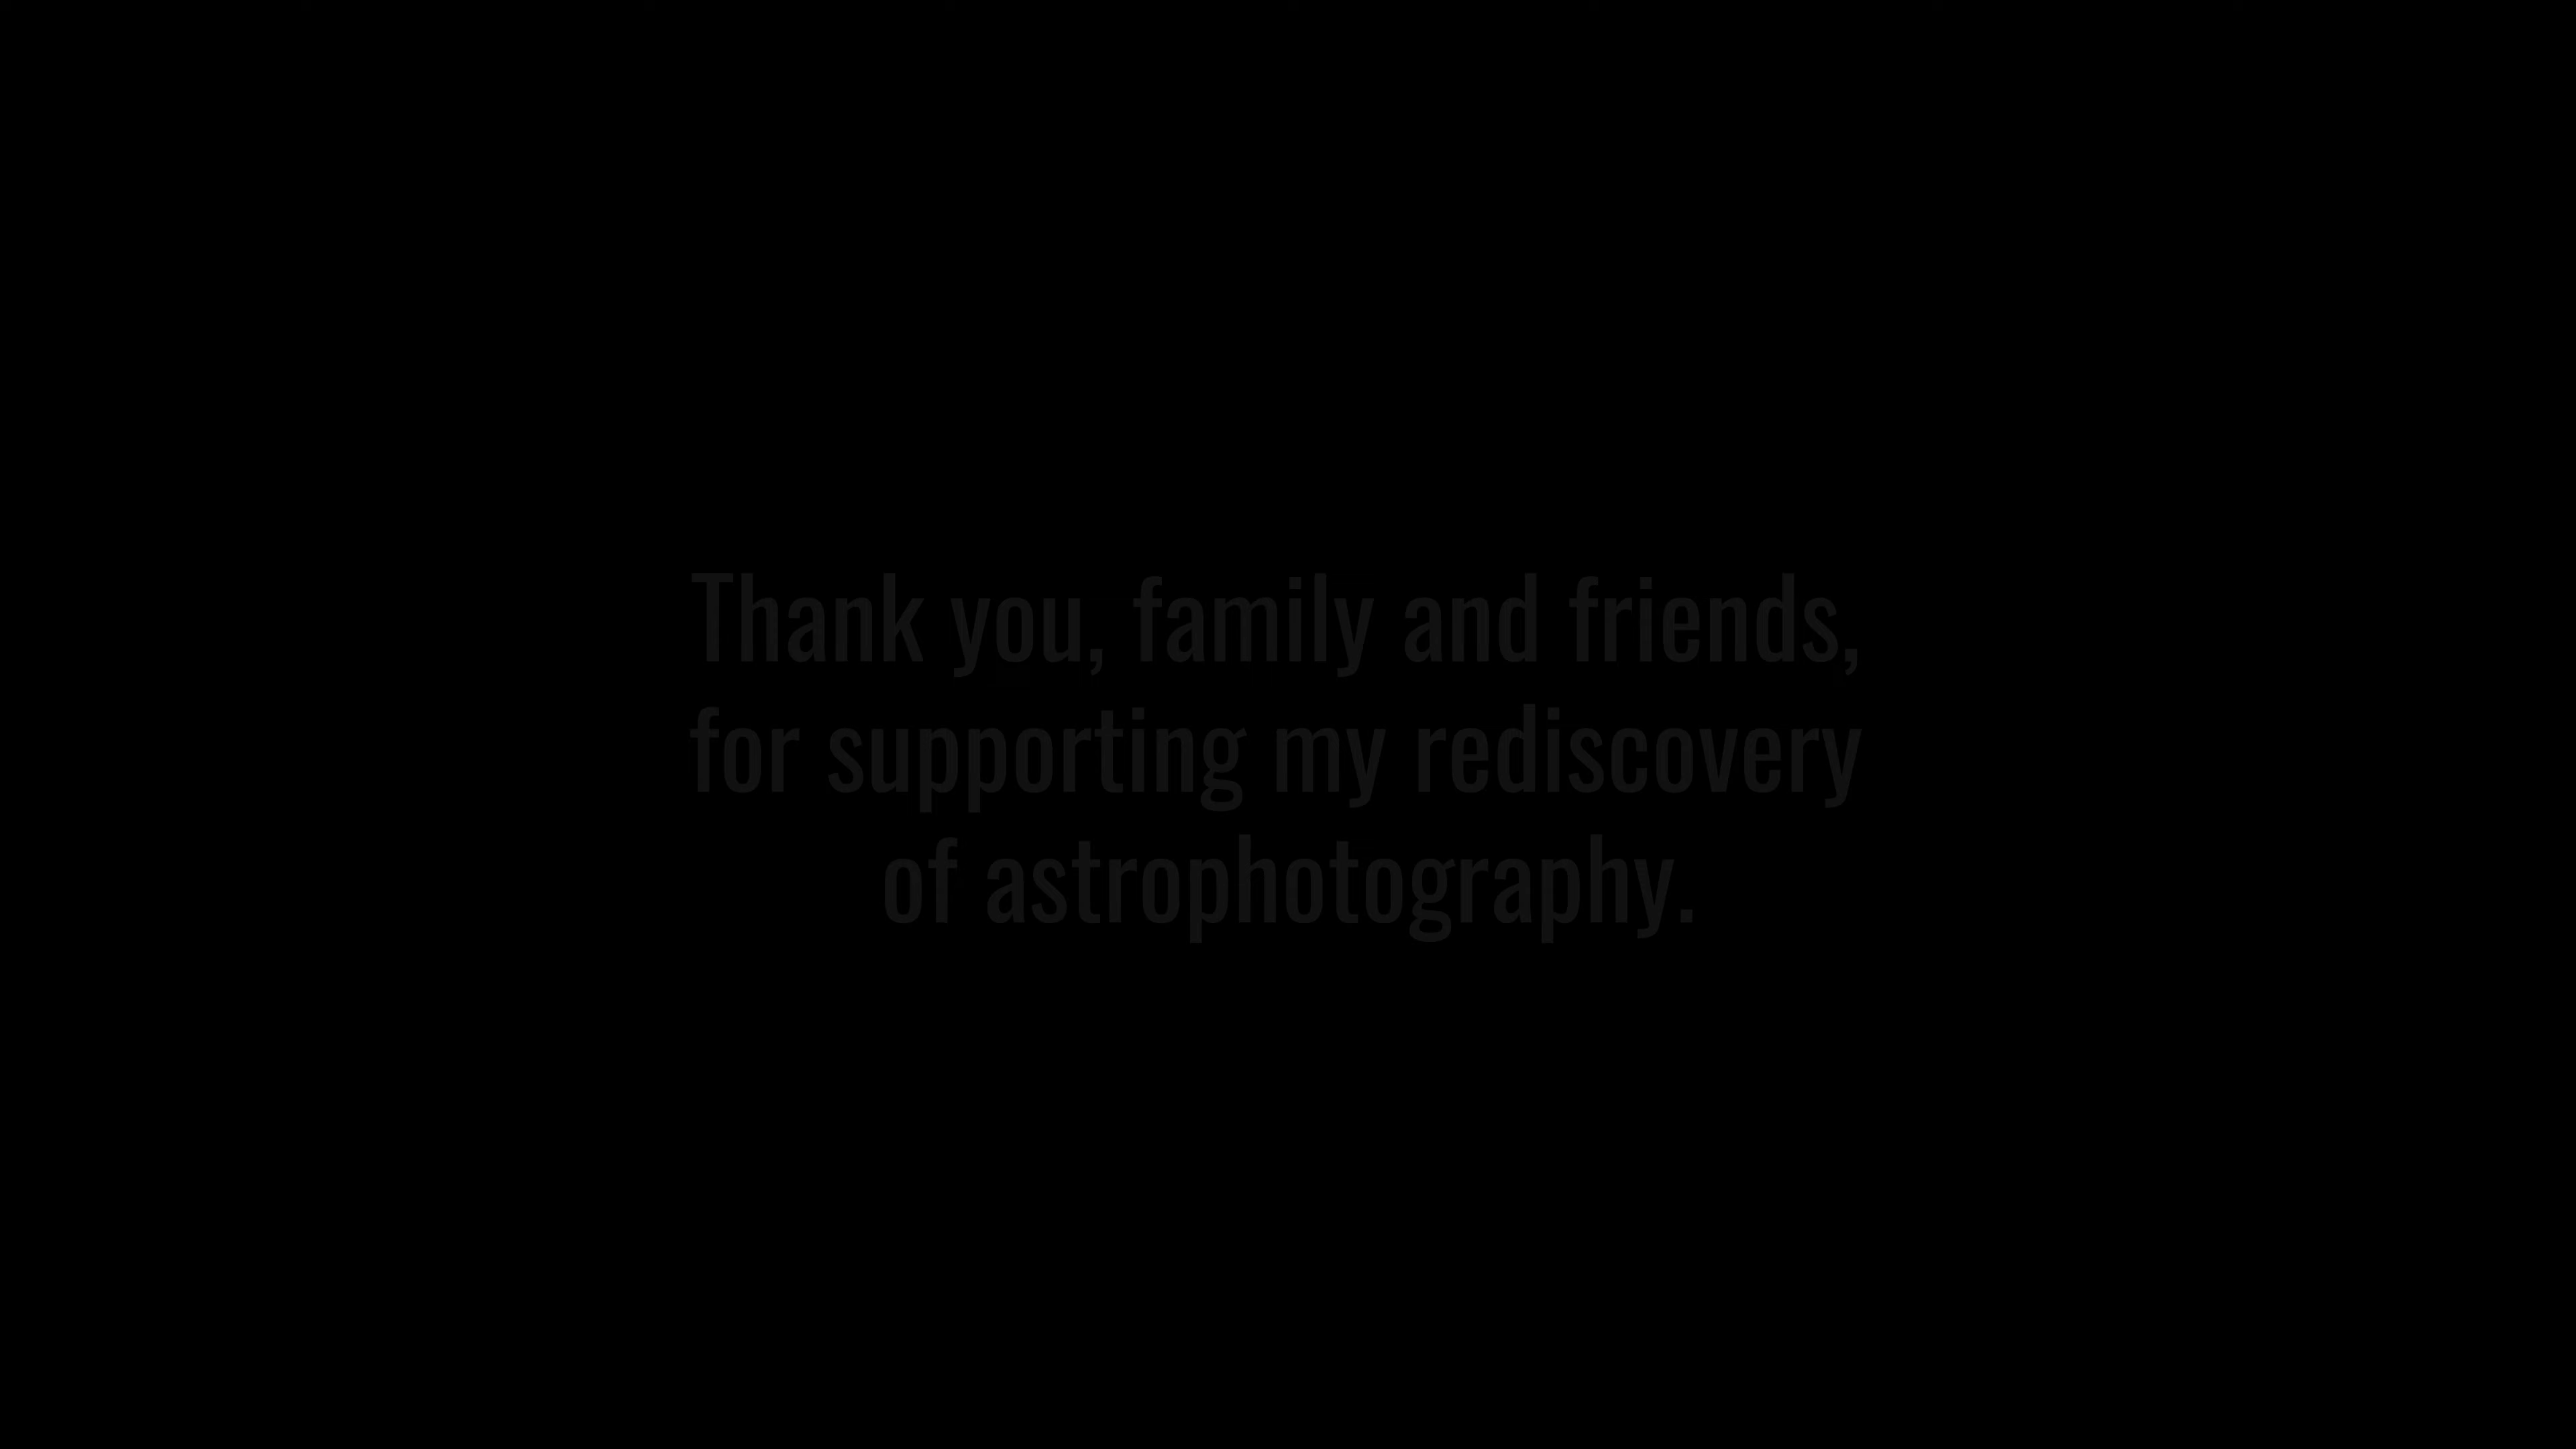 Thank you, family and friends,
for supporting my rediscovery
of astrophotography.